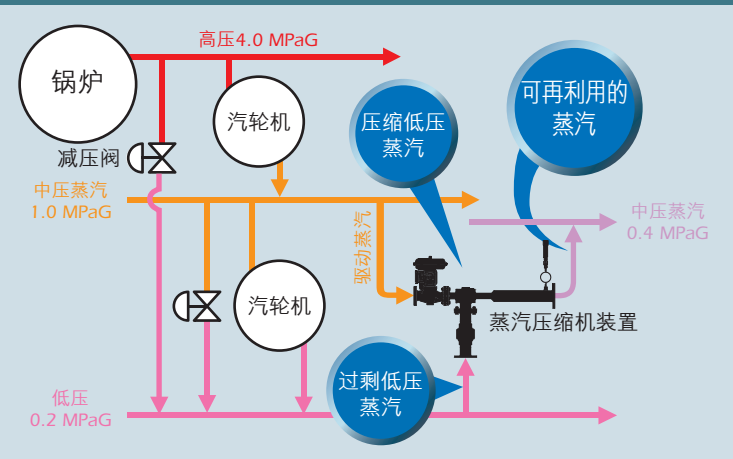 高压4.0 MPaG
锅炉
汽轮机
压缩低压
蒸汽
可再利用的
蒸汽
减压阀
中压蒸汽
1.0 MPaG
驱动蒸汽
中压蒸汽
0.4 MPaG
汽轮机
蒸汽压缩机装置
过剩低压
蒸汽
低压
0.2 MPaG